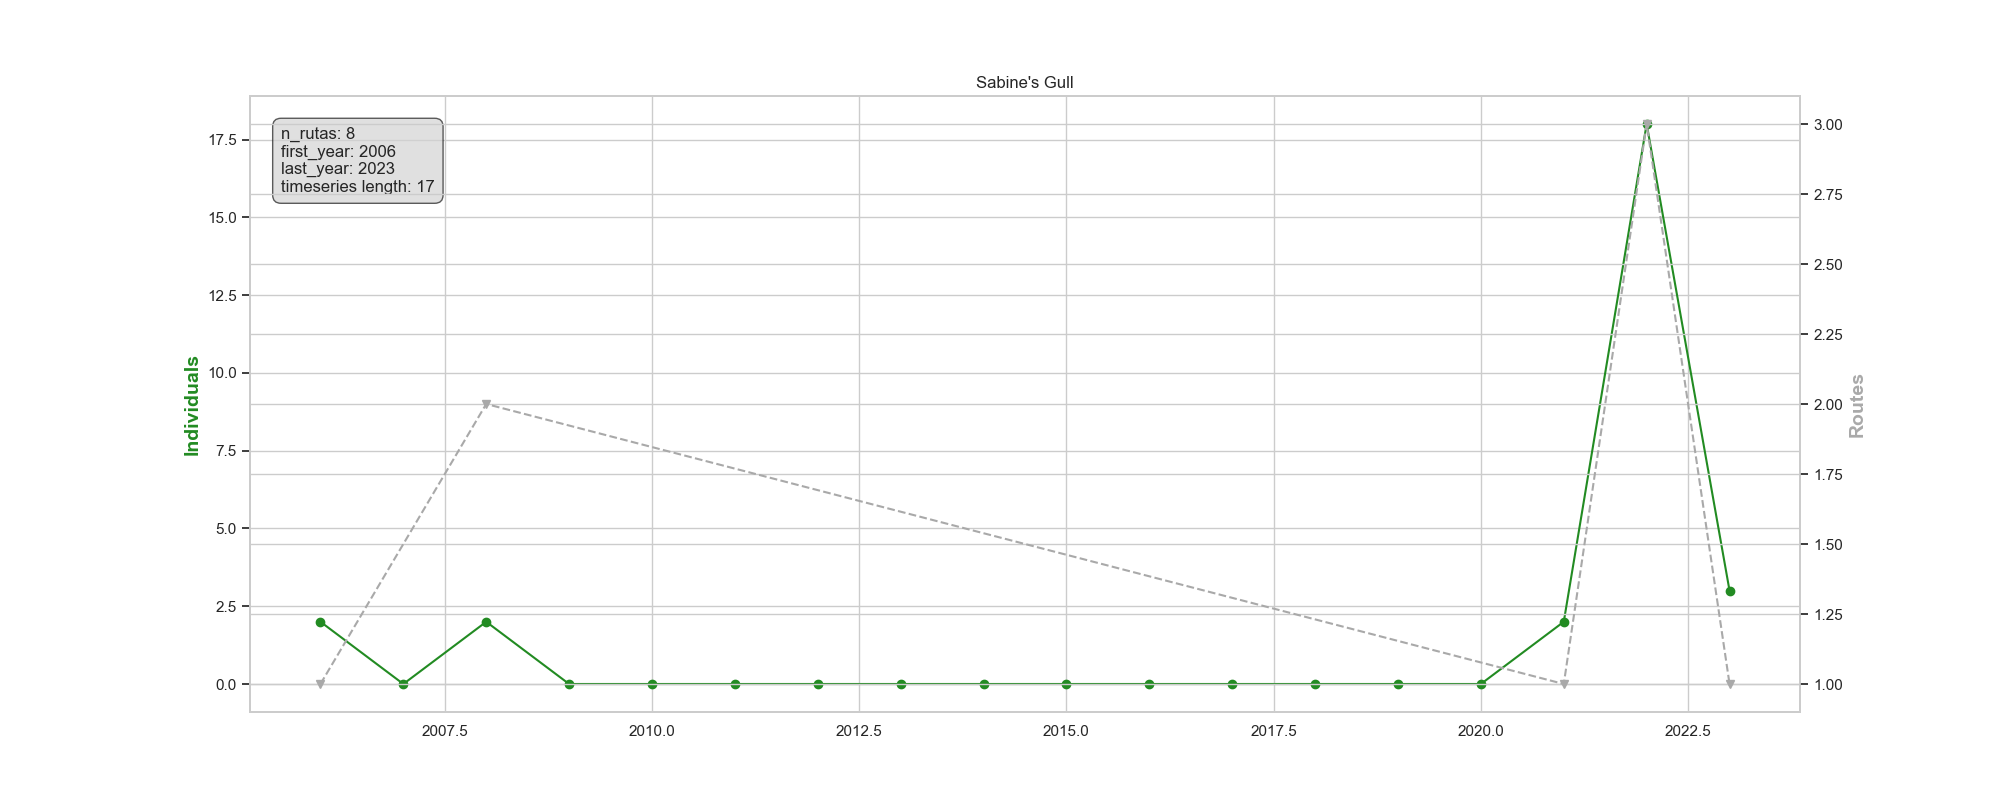 Sabine's Gull
n_rutas: 8
first_year: 2006
last_year: 2023
timeseries length: 17
17.5
15.0
12.5
10.0
7.5
5.0
2.5
0.0
Individuals
3.00
2.75
2.50
2.25
2.00
1.75
1.50
1.25
1.00
Routes
2007.5 2010.0 2012.5 2015.0 2017.5 2020.0 2022.5